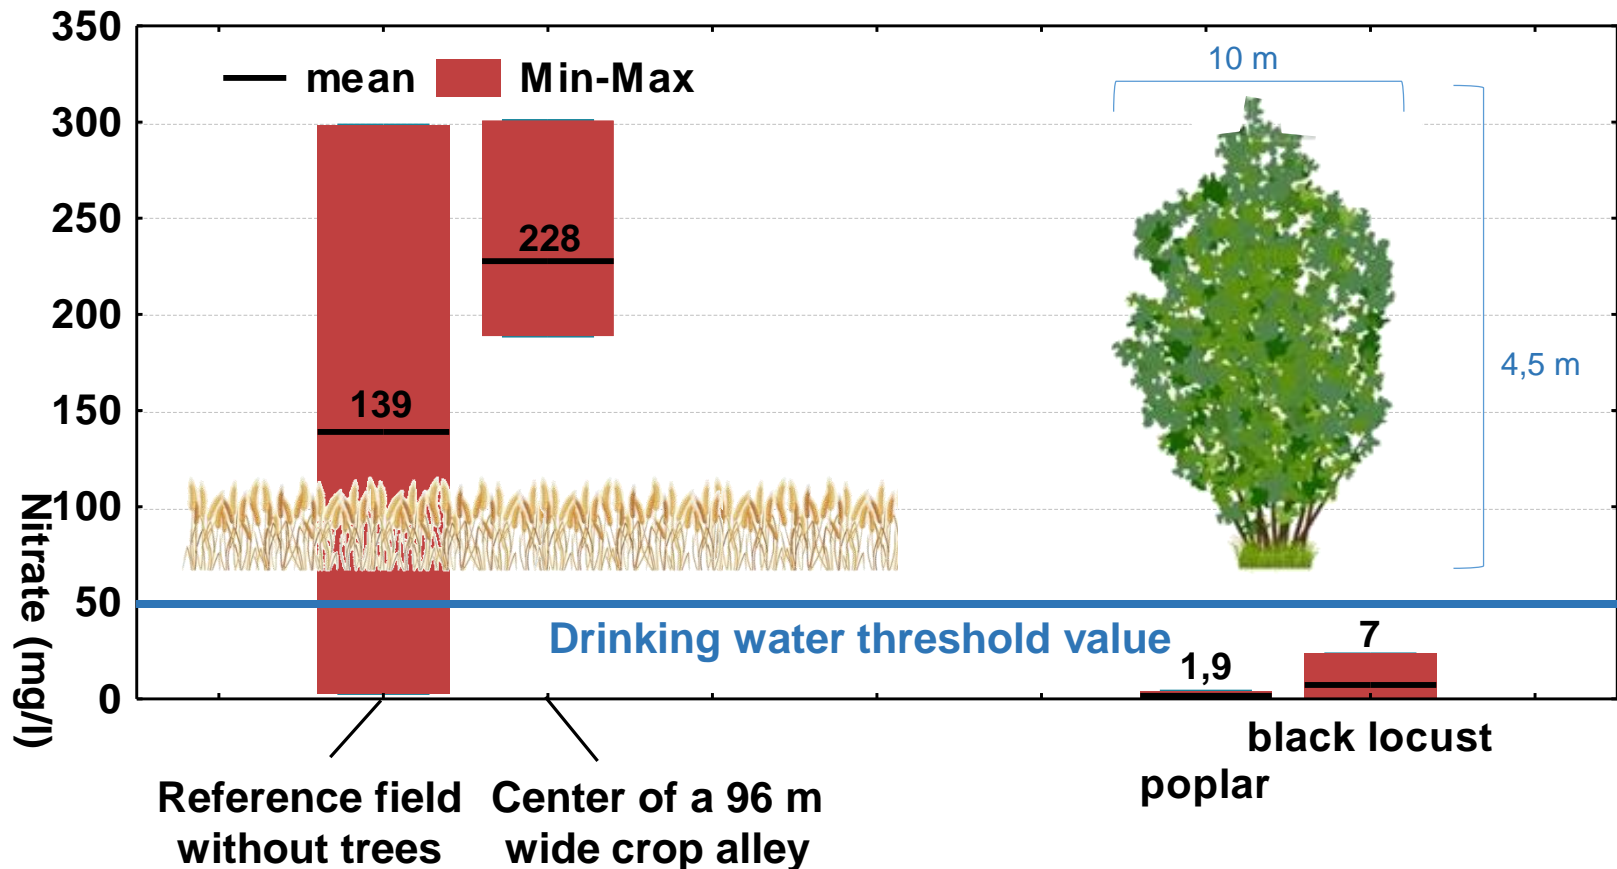 350
300
250
200
150
100
50
0
Nitrate (mg/l)
mean Min-Max
139
228
10 m
4,5 m
Drinking water threshold value
1,9
7
black locust
poplar
Reference field
without trees
Center of a 96 m
wide crop alley